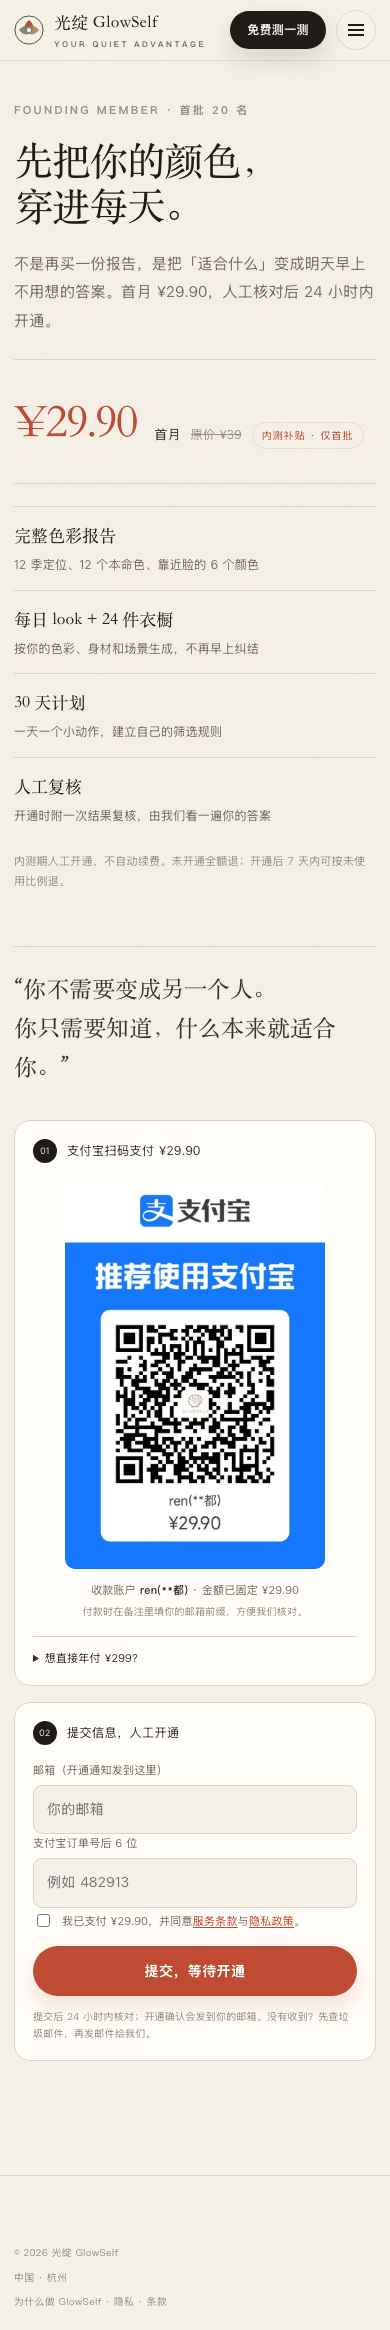 光绽 GlowSelf
YOUR QUIET ADVANTAGE
免费测一测
FOUNDING MEMBER · 首批 20 名
先把你的颜色，
穿进每天。
不是再买一份报告，是把「适合什么」变成明天早上
不用想的答案。首月 ¥29.90，人工核对后 24 小时内
开通。
¥29.90 首月 原价 ¥39 内测补贴 · 仅首批
完整色彩报告
12 季定位、12 个本命色、靠近脸的 6 个颜色
每日 look + 24 件衣橱
按你的色彩、身材和场景生成，不再早上纠结
30 天计划
一天一个小动作，建立自己的筛选规则
人工复核
开通时附一次结果复核，由我们看一遍你的答案
内测期人工开通，不自动续费。未开通全额退；开通后 7 天内可按未使
用比例退。
“你不需要变成另一个人。
你只需要知道，什么本来就适合
你。”
01 支付宝扫码支付 ¥29.90
支付宝
推荐使用支付宝
ren(**都)
¥29.90
收款账户 ren(**都) · 金额已固定 ¥29.90
付款时在备注里填你的邮箱前缀，方便我们核对。
想直接年付 ¥299?
02 提交信息，人工开通
邮箱（开通通知发到这里）
你的邮箱
支付宝订单号后 6 位
例如 482913
我已支付 ¥29.90，并同意服务条款与隐私政策。
提交，等待开通
提交后 24 小时内核对；开通确认会发到你的邮箱。没有收到？先查垃
圾邮件，再发邮件给我们。
© 2026 光绽 GlowSelf
中国 · 杭州
为什么做 GlowSelf · 隐私 · 条款